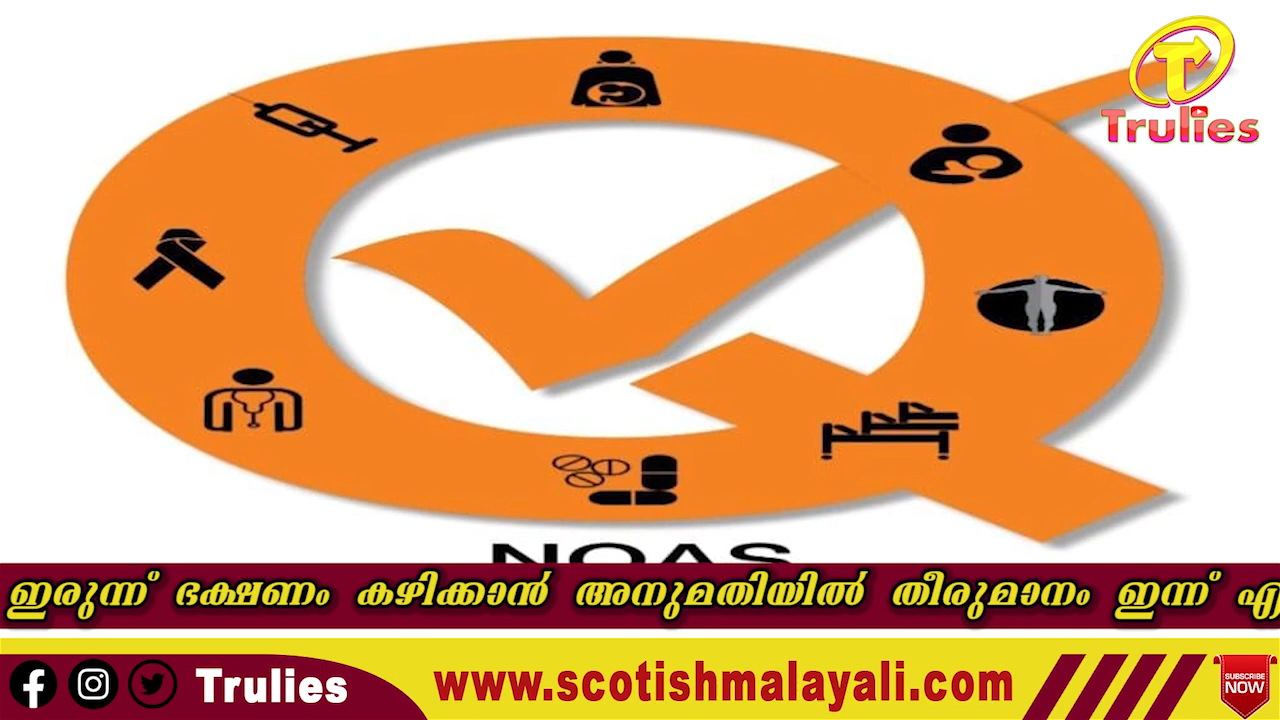 Trulies
NQAS
ഇരുന്ന് ഭക്ഷണം കഴിക്കാൻ അനുമതിയിൽ തീരുമാനം ഇന്ന് എ
Trulies
www.scotishmalayali.com
SUBSCRIBE
NOW